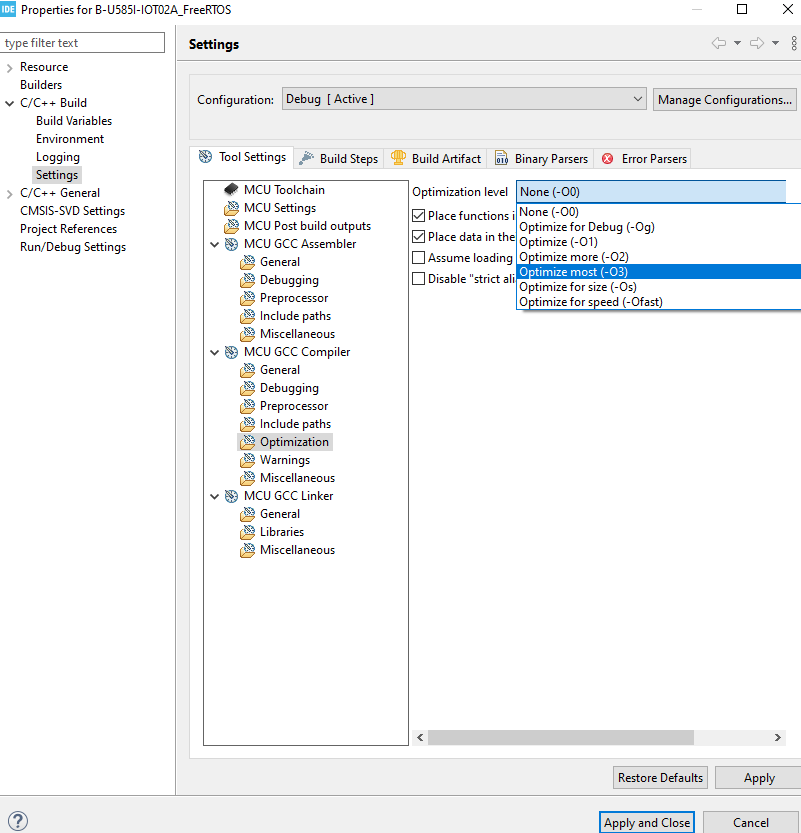 IDE Properties for B-U585I-IOT02A_FreeRTOS
type filter text
Resource
Builders
C/C++ Build
Build Variables
Environment
Logging
Settings
C/C++ General
CMSIS-SVD Settings
Project References
Run/Debug Settings
Settings
Configuration: Debug [ Active ] Manage Configurations...
Tool Settings Build Steps Build Artifact Binary Parsers Error Parsers
MCU Toolchain
MCU Settings
MCU Post build outputs
MCU GCC Assembler
General
Debugging
Preprocessor
Include paths
Miscellaneous
MCU GCC Compiler
General
Debugging
Preprocessor
Include paths
Optimization
Warnings
Miscellaneous
MCU GCC Linker
General
Libraries
Miscellaneous
Optimization level None (-O0)
Place functions i
Place data in the
Assume loading
Disable "strict ali
None (-O0)
Optimize for Debug (-Og)
Optimize (-O1)
Optimize more (-O2)
Optimize most (-O3)
Optimize for size (-Os)
Optimize for speed (-Ofast)
Restore Defaults Apply
? Apply and Close Cancel